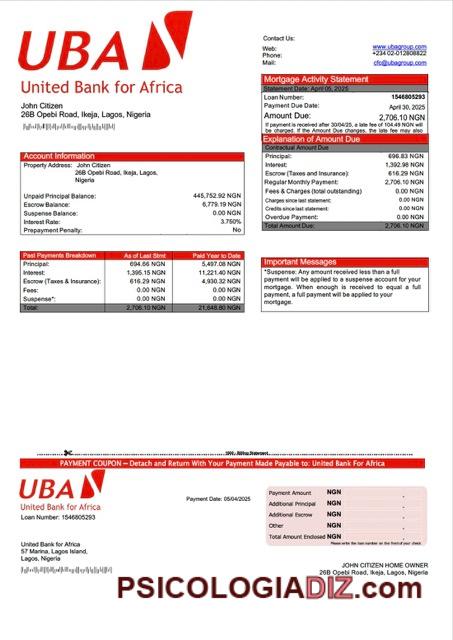 UBA
United Bank for Africa
John Citizen
26B Opebi Road, Ikeja, Lagos, Nigeria
Contact Us:
Web: www.ubagroup.com
Phone: +234 02-012808822
Mail: cfc@ubagroup.com
Mortgage Activity Statement
Statement Date: April 05, 2025
Loan Number: 1546805293
Payment Due Date: April 30, 2025
Amount Due: 2,706.10 NGN
If payment is received after 30/04/25, a late fee of 104.49 NGN will
be charged. If the Amount Due changes, the late fee may also
Explanation of Amount Due
Contractual Amount Due
Principal: 696.83 NGN
Interest: 1,392.98 NGN
Escrow (Taxes and Insurance): 616.29 NGN
Regular Monthly Payment: 2,706.10 NGN
Fees & Charges (total outstanding) 0.00 NGN
Charges since last statement: 0.00 NGN
Credits since last statement: 0.00 NGN
Overdue Payment: 0.00 NGN
Total Amount Due: 2,706.10 NGN
Account Information
Property Address: John Citizen
26B Opebi Road, Ikeja, Lagos,
Nigeria
Unpaid Principal Balance: 445,752.92 NGN
Escrow Balance: 6,779.19 NGN
Suspense Balance: 0.00 NGN
Interest Rate: 3.750%
Prepayment Penalty: No
Past Payments Breakdown As of Last Stmt Paid Year to Date
Principal: 694.66 NGN 5,497.08 NGN
Interest: 1,395.15 NGN 11,221.40 NGN
Escrow (Taxes & Insurance): 616.29 NGN 4,930.32 NGN
Fees: 0.00 NGN 0.00 NGN
Suspense*: 0.00 NGN 0.00 NGN
Total: 2,706.10 NGN 21,648.80 NGN
Important Messages
*Suspense: Any amount received less than a full
payment will be applied to a suspense account for your
mortgage. When enough is received to equal a full
payment, a full payment will be applied to your
mortgage.
PAYMENT COUPON – Detach and Return With Your Payment Made Payable to: United Bank For Africa
UBA
United Bank for Africa
Loan Number: 1546805293
Payment Date: 05/04/2025
Payment Amount NGN .
Additional Principal NGN .
Additional Escrow NGN .
Other NGN .
Total Amount Enclosed NGN .
Please write the loan number on the front of your check.
United Bank for Africa
57 Marina, Lagos Island,
Lagos, Nigeria
JOHN CITIZEN HOME OWNER
26B Opebi Road, Ikeja, Lagos, Nigeria
PSICOLOGIADIZ.com